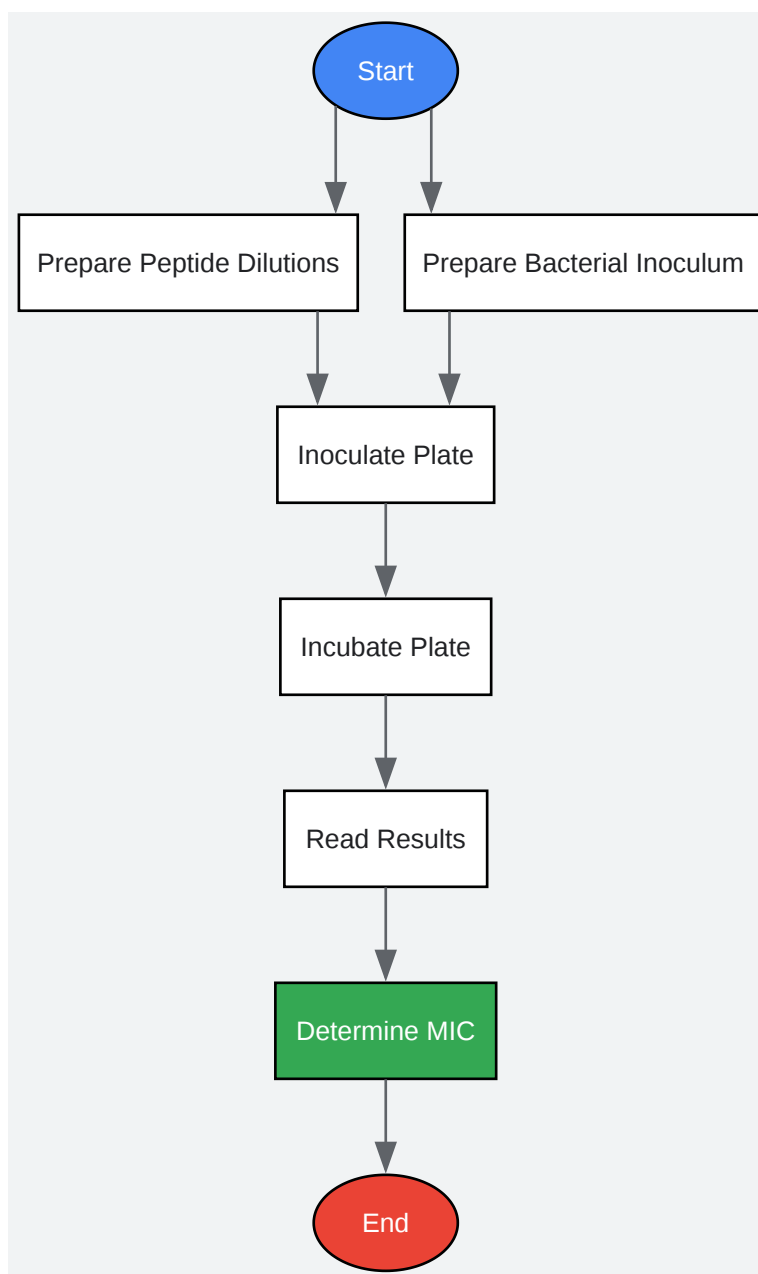 Start
Prepare Peptide Dilutions
Prepare Bacterial Inoculum
Inoculate Plate
Incubate Plate
Read Results
Determine MIC
End